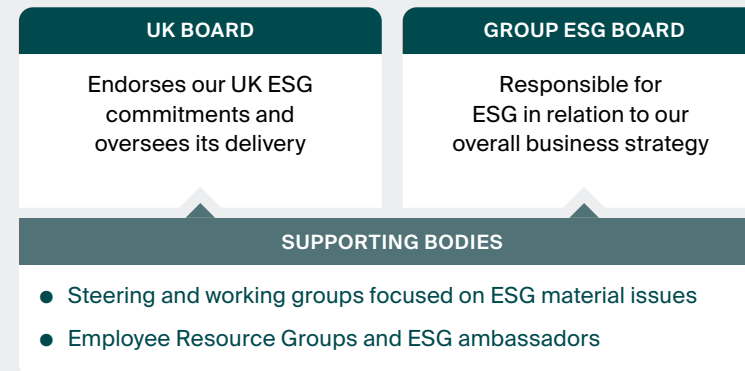 UK BOARD
Endorses our UK ESG
commitments and
oversees its delivery
GROUP ESG BOARD
Responsible for
ESG in relation to our
overall business strategy
SUPPORTING BODIES
● Steering and working groups focused on ESG material issues
● Employee Resource Groups and ESG ambassadors